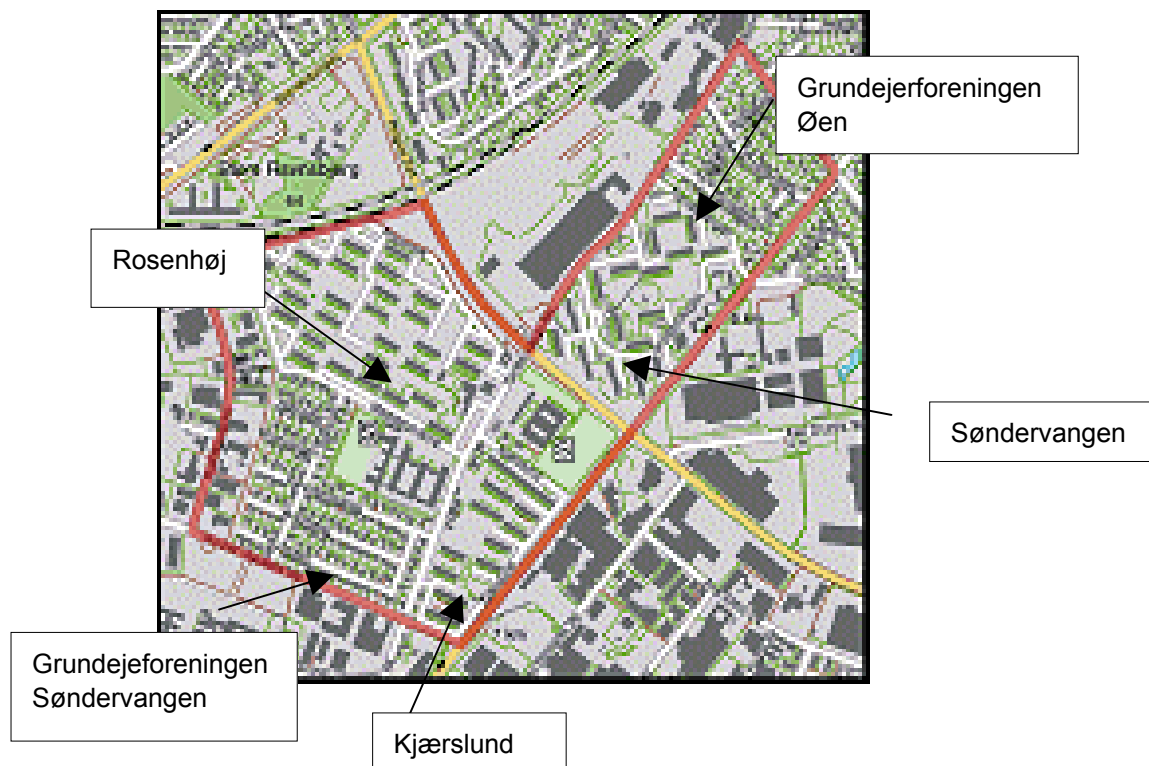 Grundejerforeningen
Øen
Rosenhøj
Søndervangen
Grundejeforeningen
Søndervangen
Kjærslund